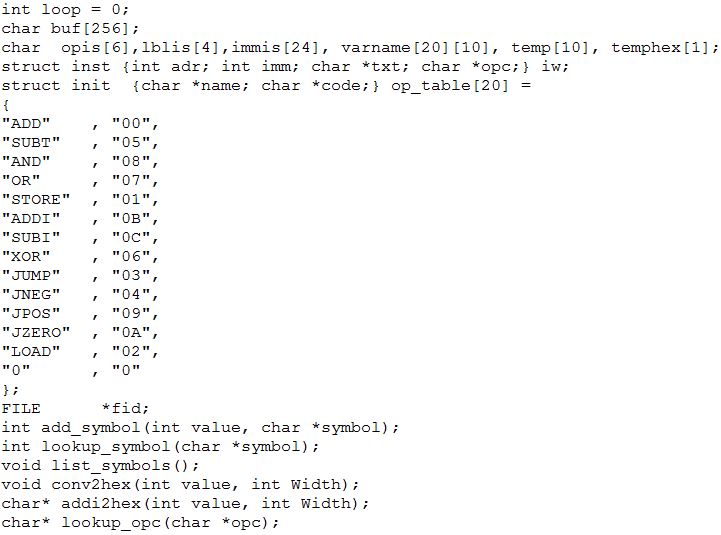 int loop = 0;
char buf[256];
char  opis[6],lblis[4],immis[24], varname[20][10], temp[10], temphex[1];
struct inst {int adr; int imm; char *txt; char *opc;} iw;
struct init  {char *name; char *code;} op_table[20] =
{
"ADD"    , "00",
"SUBT"   , "05",
"AND"    , "08",
"OR"     , "07",
"STORE"  , "01",
"ADDI"   , "0B",
"SUBI"   , "0C",
"XOR"    , "06",
"JUMP"   , "03",
"JNEG"   , "04",
"JPOS"   , "09",
"JZERO"  , "0A",
"LOAD"   , "02",
"0"      , "0"
};
FILE      *fid;
int add_symbol(int value, char *symbol);
int lookup_symbol(char *symbol);
void list_symbols();
void conv2hex(int value, int Width);
char* addi2hex(int value, int Width);
char* lookup_opc(char *opc);